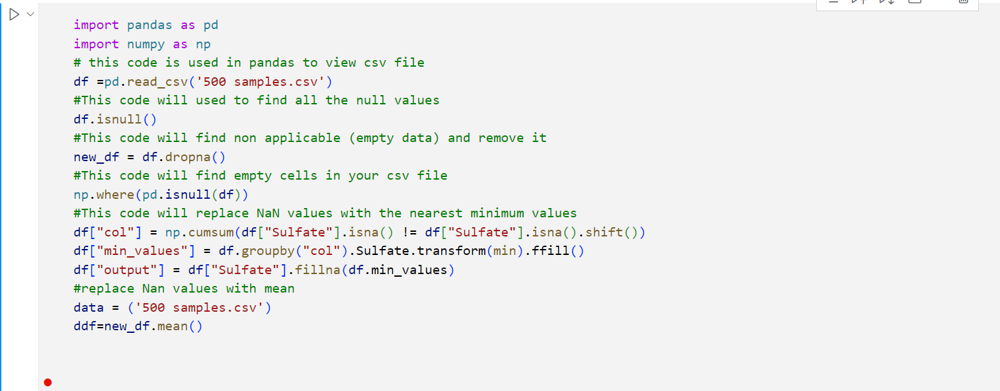 import pandas as pd
import numpy as np
# this code is used in pandas to view csv file
df =pd.read_csv('500 samples.csv')
#This code will used to find all the null values
df.isnull()
#This code will find non applicable (empty data) and remove it
new_df = df.dropna()
#This code will find empty cells in your csv file
np.where(pd.isnull(df))
#This code will replace NaN values with the nearest minimum values
df["col"] = np.cumsum(df["Sulfate"].isna() != df["Sulfate"].isna().shift())
df["min_values"] = df.groupby("col").Sulfate.transform(min).ffill()
df["output"] = df["Sulfate"].fillna(df.min_values)
#replace Nan values with mean
data = ('500 samples.csv')
ddf=new_df.mean()